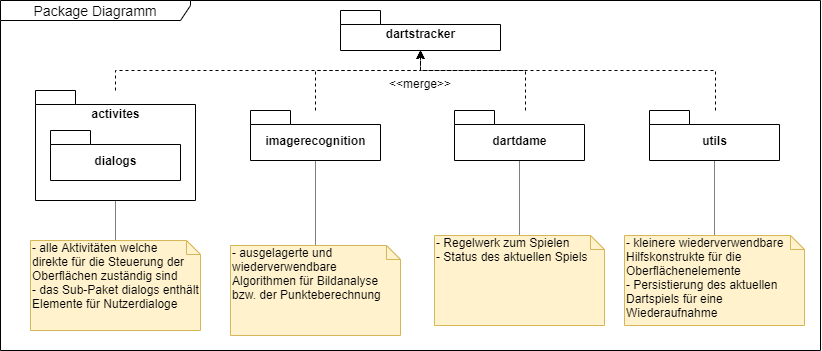 Package Diagramm
dartstracker
<<merge>>
activites
dialogs
imagerecognition
dartdame
utils
- alle Aktivitäten welche
direkte für die Steuerung der
Oberflächen zuständig sind
- das Sub-Paket dialogs enthält
Elemente für Nutzerdialoge
- ausgelagerte und
wiederverwendbare
Algorithmen für Bildanalyse
bzw. der Punkteberechnung
- Regelwerk zum Spielen
- Status des aktuellen Spiels
- kleinere wiederverwendbare
Hilfskonstrukte für die
Oberflächenelemente
- Persistierung des aktuellen
Dartspiels für eine
Wiederaufnahme